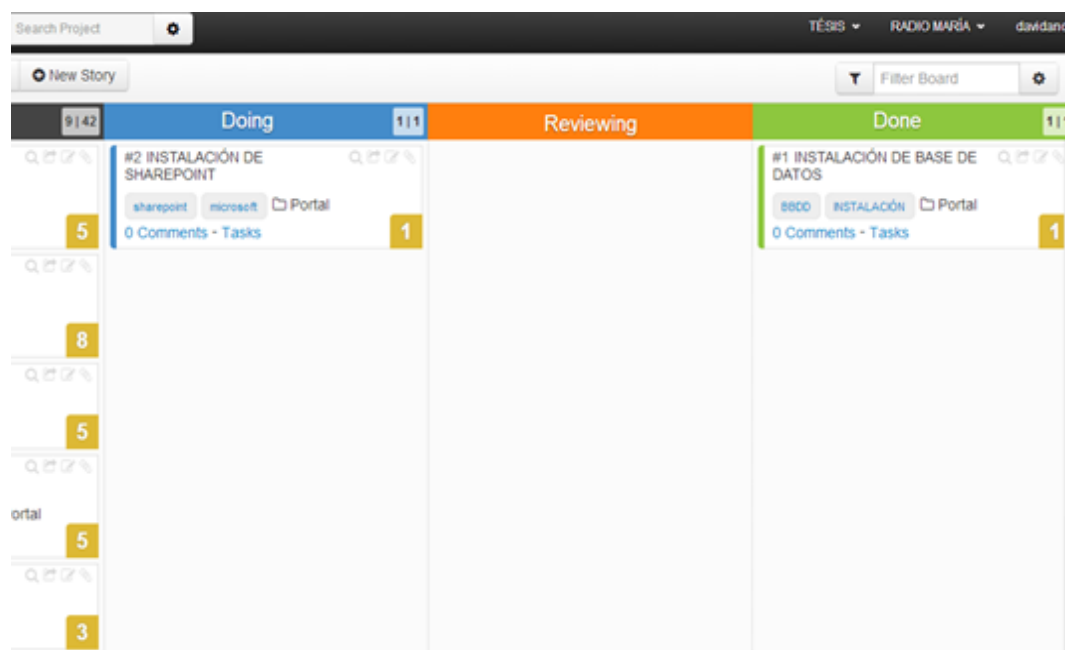 Search Project
TÉSIS
RADIO MARÍA
New Story
Filter Board
9|42
Doing
1|1
Reviewing
Done
5
#2 INSTALACIÓN DE
SHAREPOINT
sharepoint microsoft Portal
0 Comments - Tasks
1
#1 INSTALACIÓN DE BASE DE
DATOS
BBDD INSTALACIÓN Portal
0 Comments - Tasks
1
8
5
ortal
5
3